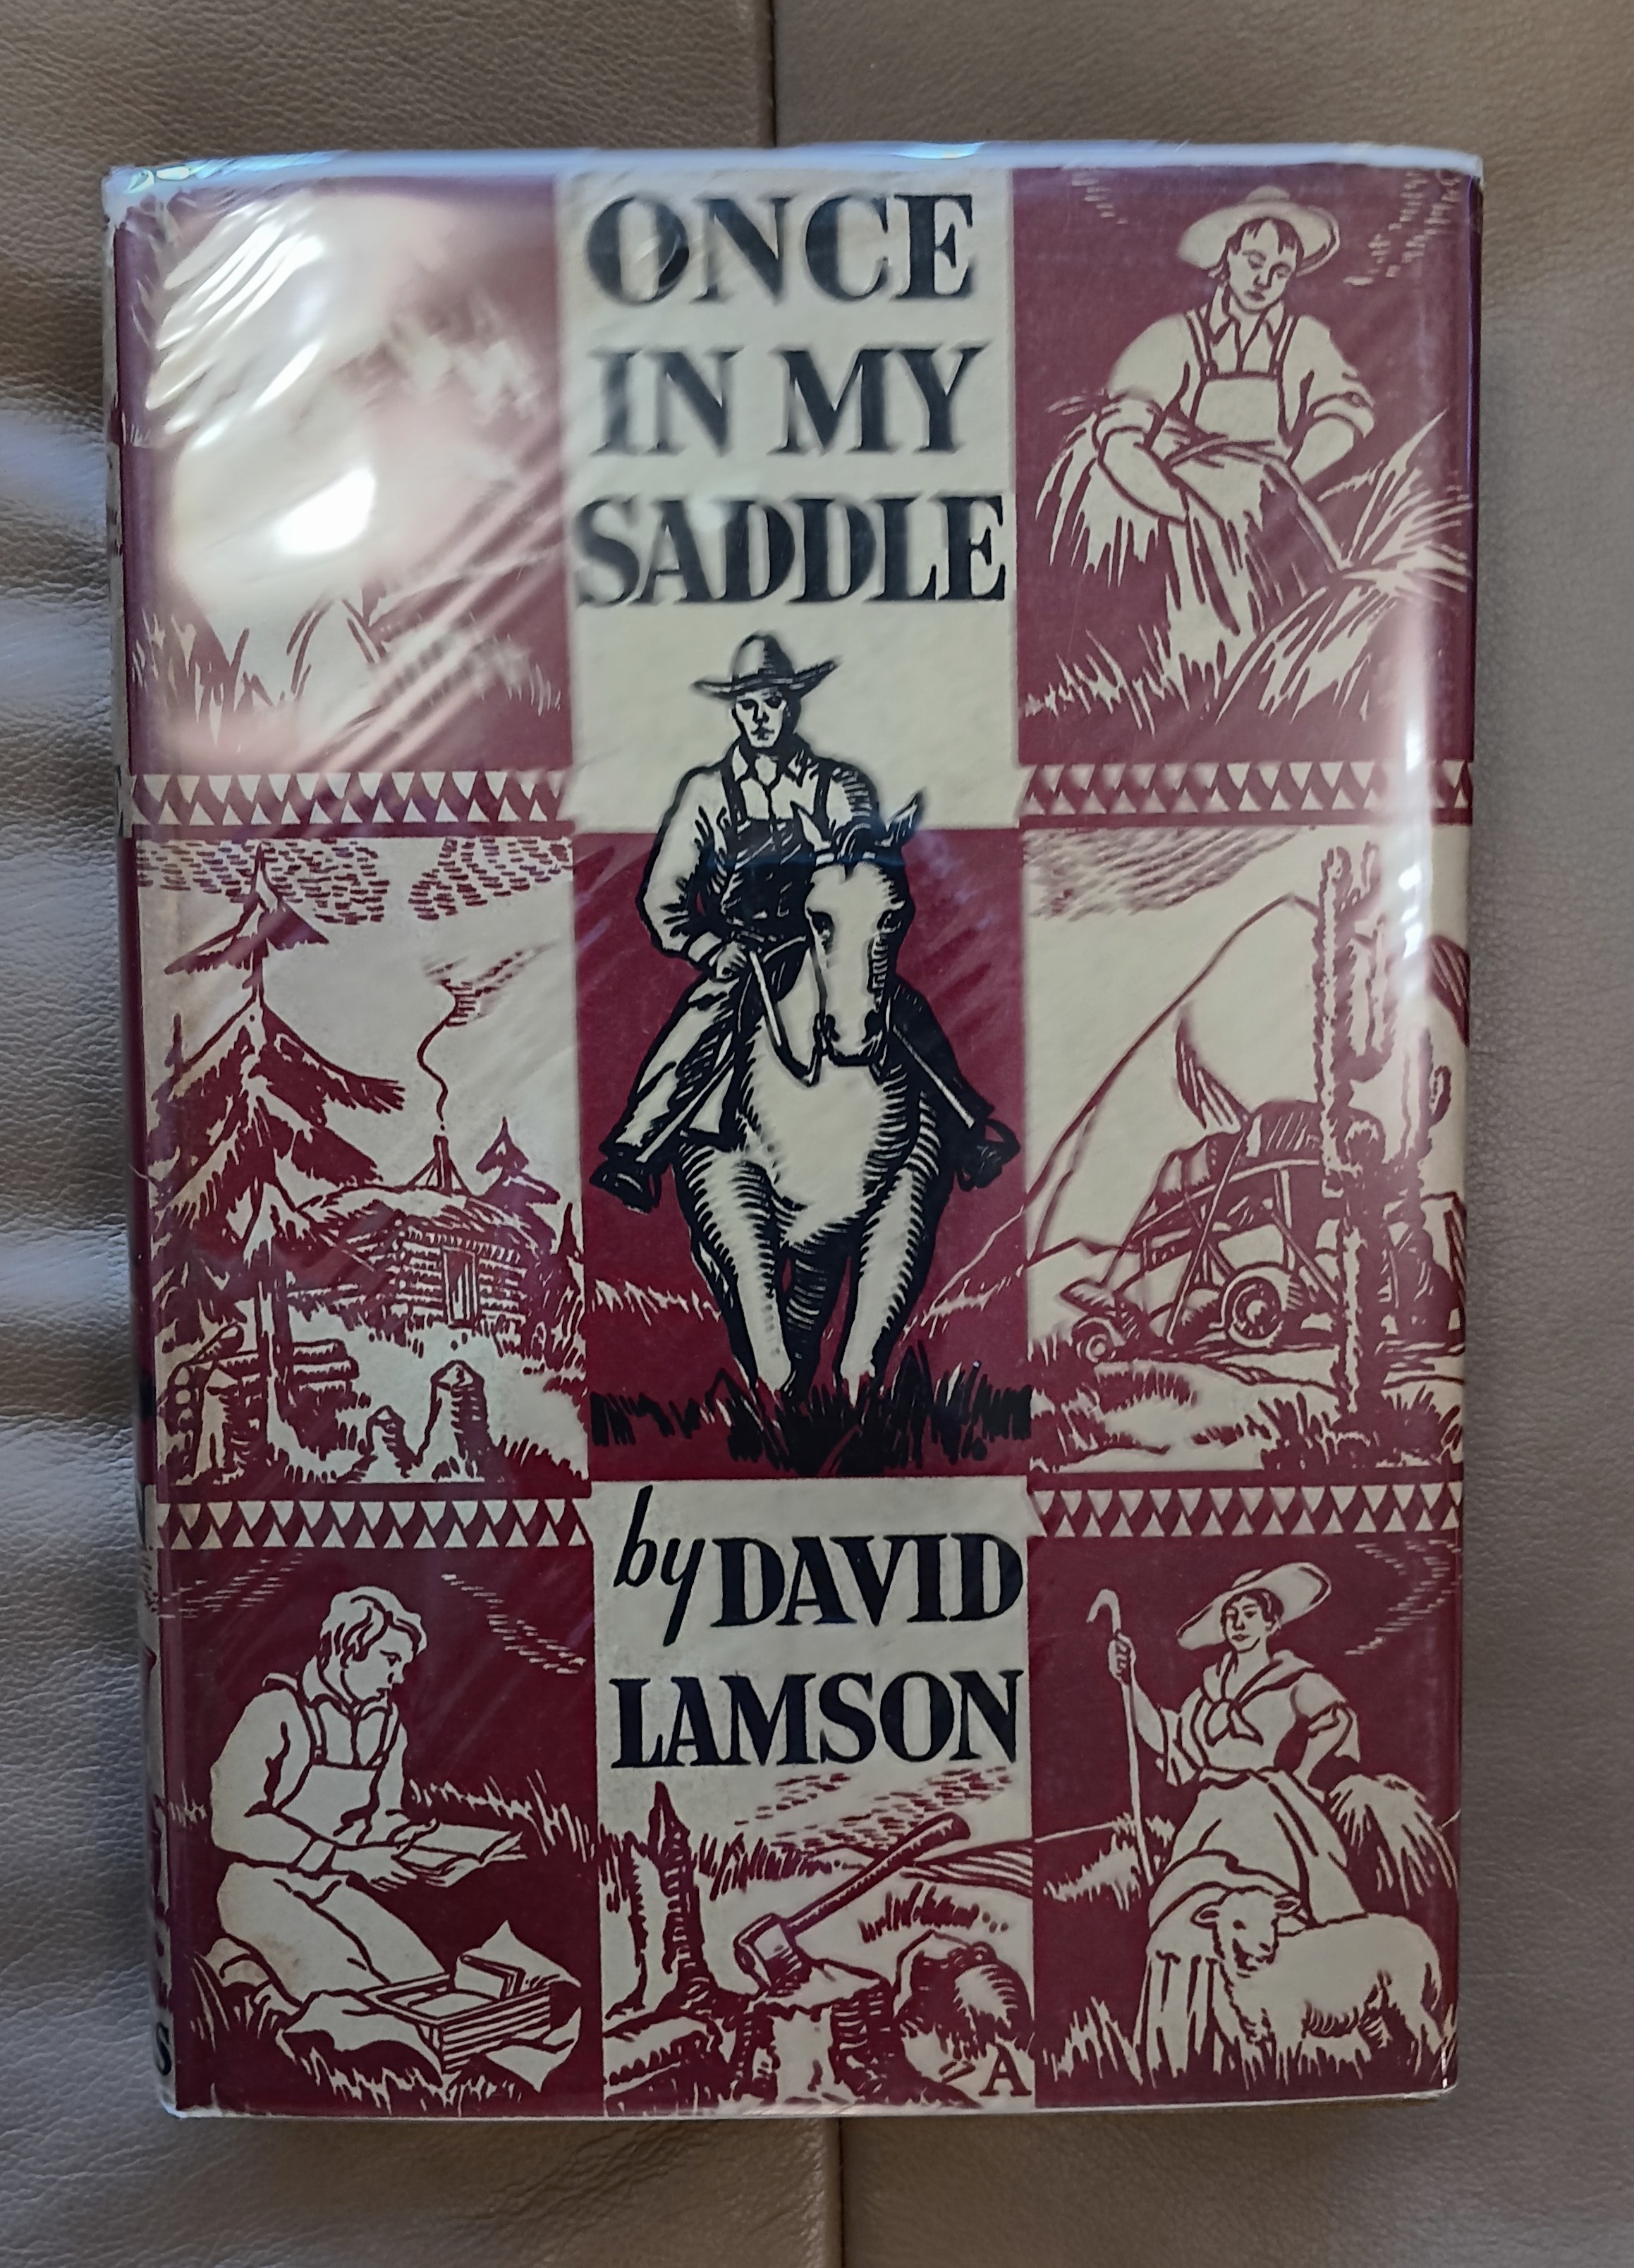 ONCE
IN MY
SADDLE
by DAVID
LAMSON
A
S